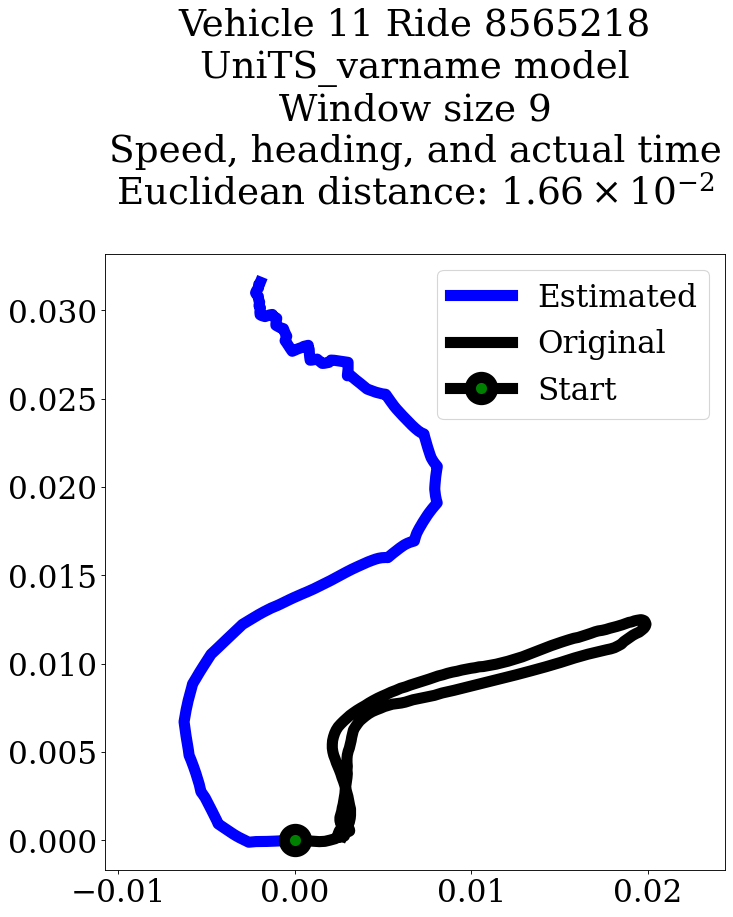 Vehicle 11 Ride 8565218
UniTS_varname model
Window size 9
Speed, heading, and actual time
Euclidean distance: 1.66 × 10⁻²
Estimated
Original
Start
0.030
0.025
0.020
0.015
0.010
0.005
0.000
−0.01 0.00 0.01 0.02